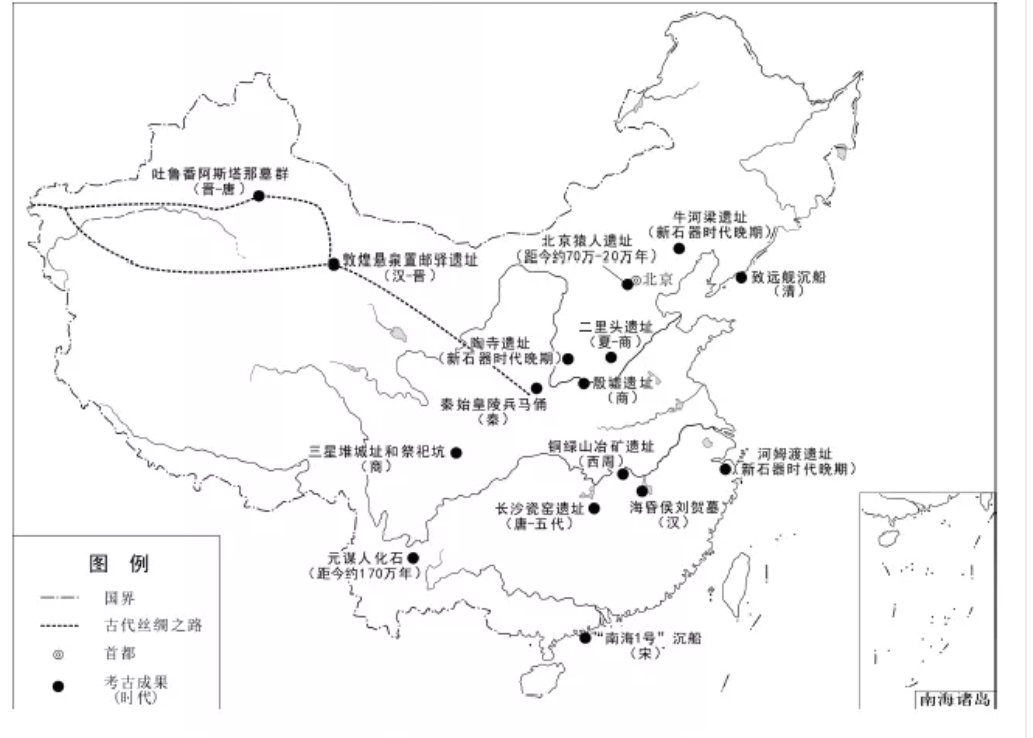 吐鲁番阿斯塔那墓群
(晋-唐)
牛河梁遗址
(新石器时代晚期)
北京猿人遗址
(距今约70万-20万年)
北京
敦煌悬泉置邮驿遗址
(汉-晋)
致远舰沉船
(清)
二里头遗址
(夏-商)
陶寺遗址
(新石器时代晚期)
殷墟遗址
(商)
秦始皇陵兵马俑
(秦)
三星堆城址和祭祀坑
(商)
铜绿山冶矿遗址
(西周)
河姆渡遗址
(新石器时代晚期)
长沙瓷窑遗址
(唐-五代)
海昏侯刘贺墓
(汉)
元谋人化石
(距今约170万年)
“南海1号”沉船
(宋)
图 例
国界
古代丝绸之路
首都
考古成果
(时代)
南海诸岛